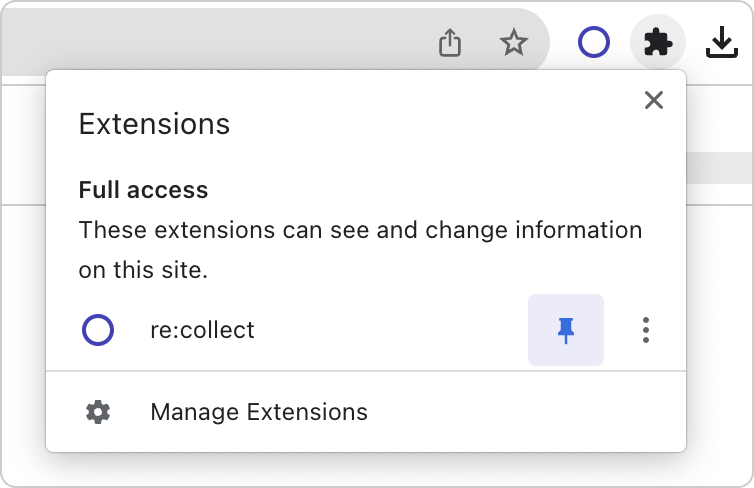 Extensions
Full access
These extensions can see and change information
on this site.
re:collect
Manage Extensions